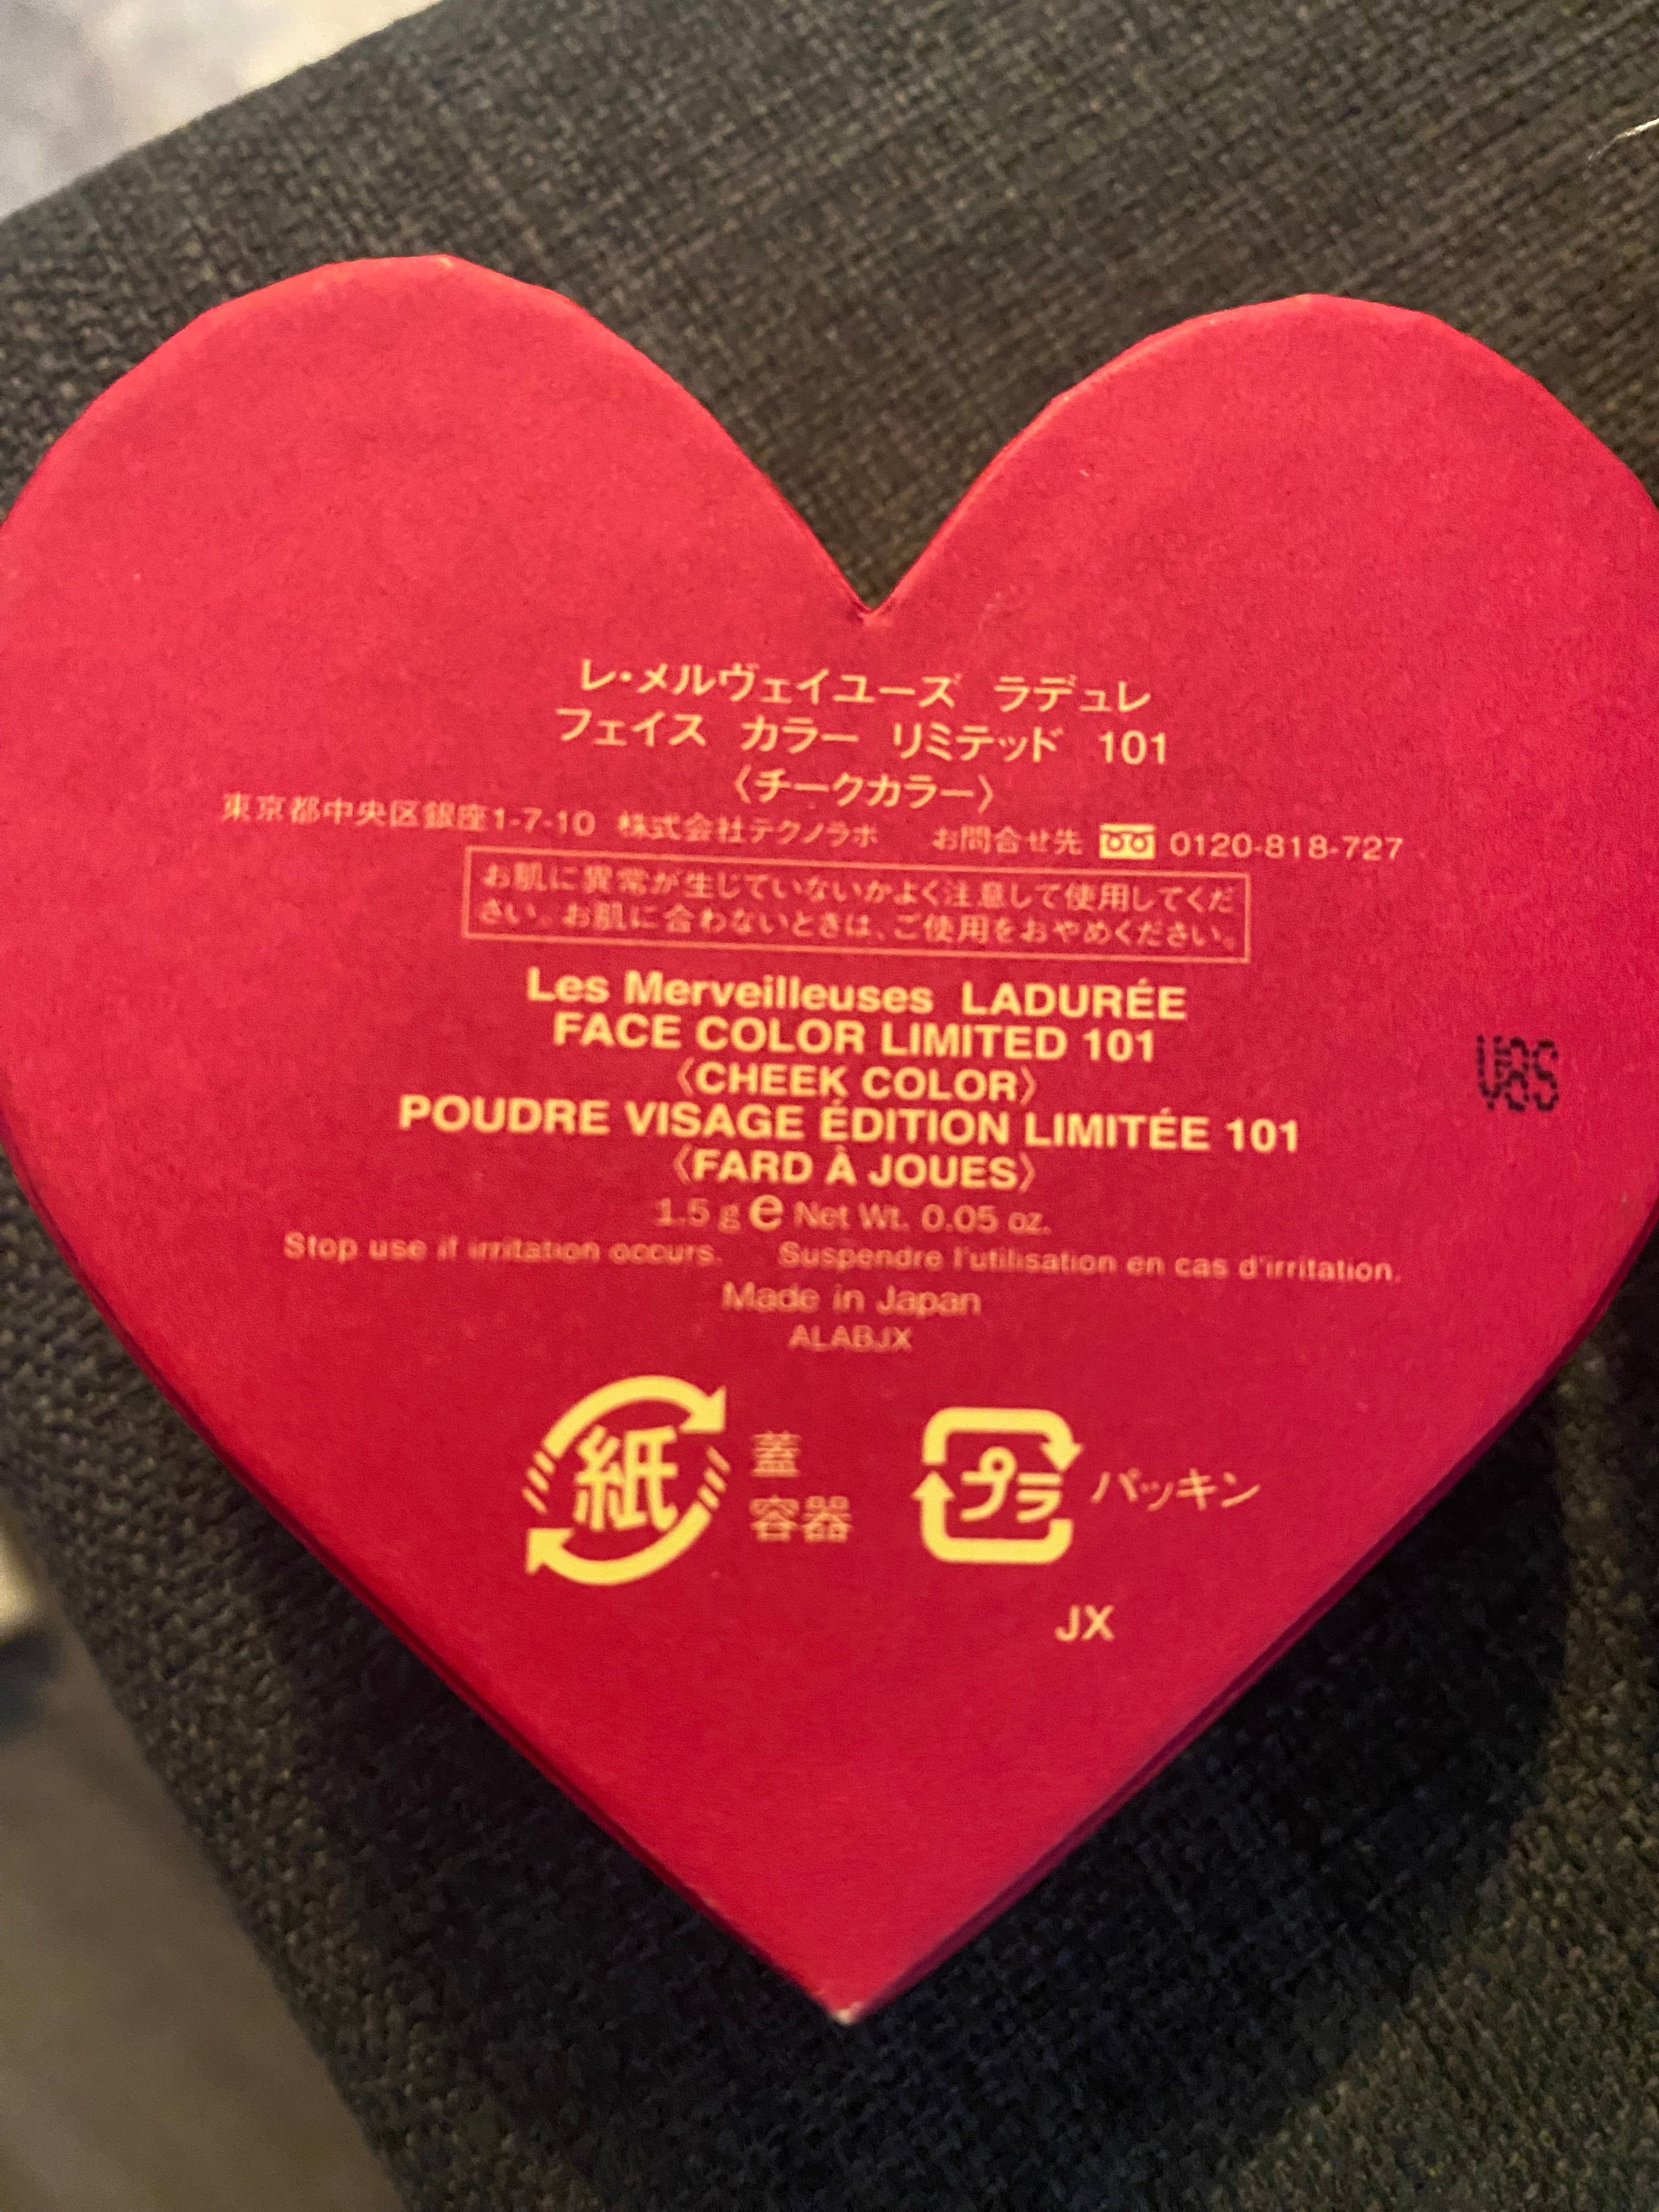 レ・メルヴェイユーズ ラデュレ
フェイス カラー リミテッド 101
〈チークカラー〉
東京都中央区銀座1-7-10 株式会社テクノラボ お問合せ先 0120-818-727
お肌に異常が生じていないかよく注意して使用してくだ
さい。お肌に合わないときは、ご使用をおやめください。
Les Merveilleuses LADURÉE
FACE COLOR LIMITED 101
〈CHEEK COLOR〉
POUDRE VISAGE ÉDITION LIMITÉE 101
〈FARD À JOUES〉
1.5 g e Net Wt. 0.05 oz.
Stop use if irritation occurs. Suspendre l'utilisation en cas d'irritation.
Made in Japan
ALABJX
紙 蓋 容器
プラ パッキン
JX